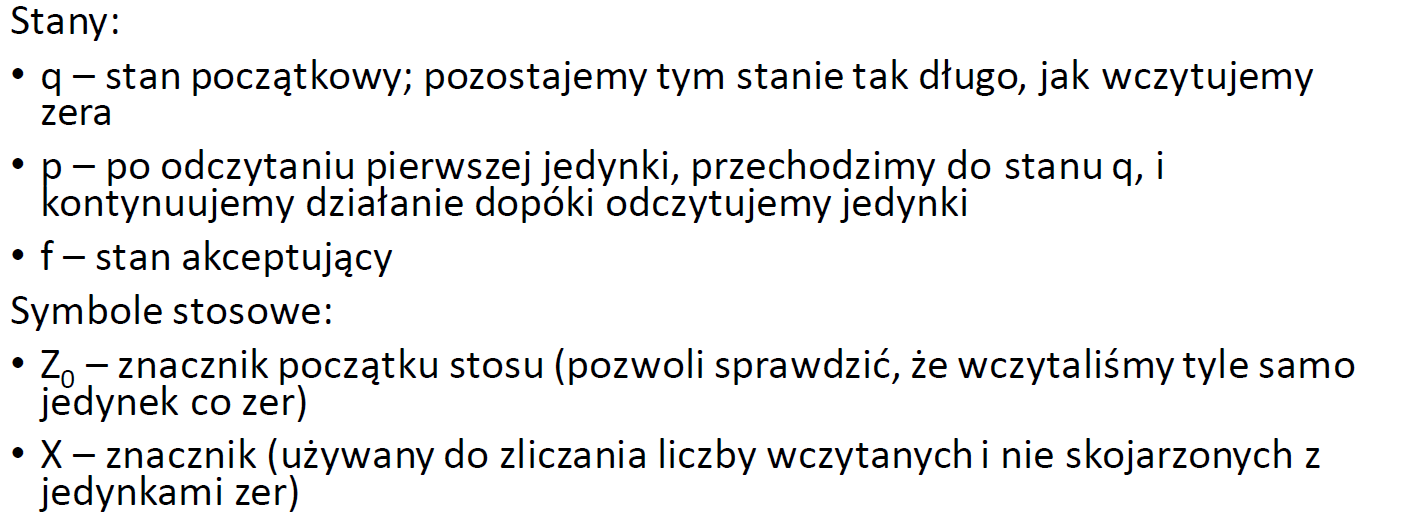 Stany:
• q – stan początkowy; pozostajemy tym stanie tak długo, jak wczytujemy
zera
• p – po odczytaniu pierwszej jedynki, przechodzimy do stanu q, i
kontynuujemy działanie dopóki odczytujemy jedynki
• f – stan akceptujący
Symbole stosowe:
• Z₀ – znacznik początku stosu (pozwoli sprawdzić, że wczytaliśmy tyle samo
jedynek co zer)
• X – znacznik (używany do zliczania liczby wczytanych i nie skojarzonych z
jedynkami zer)